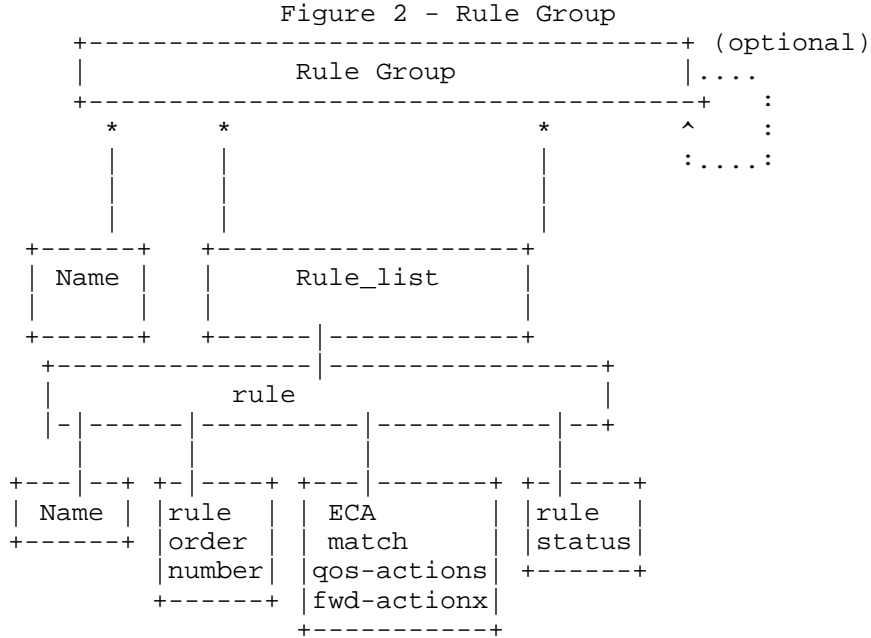 Figure 2 - Rule Group
(optional)
Rule Group
Name Rule_list
rule
Name rule ECA rule
order match status
number qos-actions
fwd-actionx